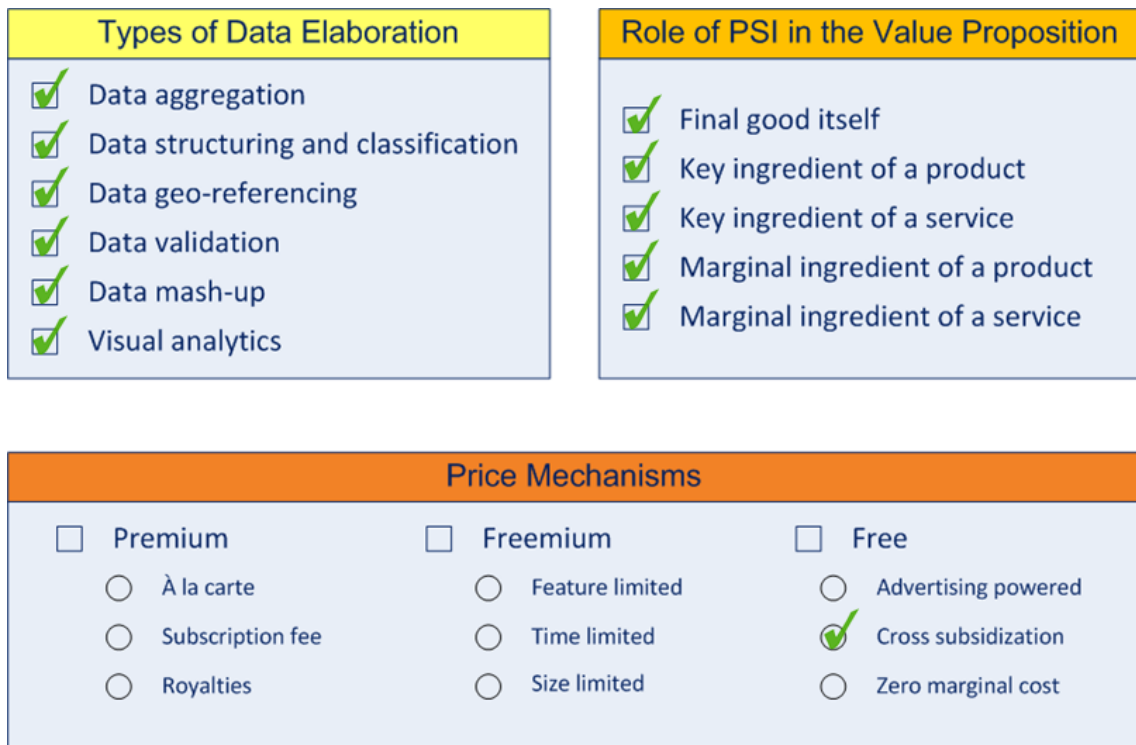 Types of Data Elaboration
Data aggregation
Data structuring and classification
Data geo-referencing
Data validation
Data mash-up
Visual analytics
Role of PSI in the Value Proposition
Final good itself
Key ingredient of a product
Key ingredient of a service
Marginal ingredient of a product
Marginal ingredient of a service
Price Mechanisms
Premium
À la carte
Subscription fee
Royalties
Freemium
Feature limited
Time limited
Size limited
Free
Advertising powered
Cross subsidization
Zero marginal cost